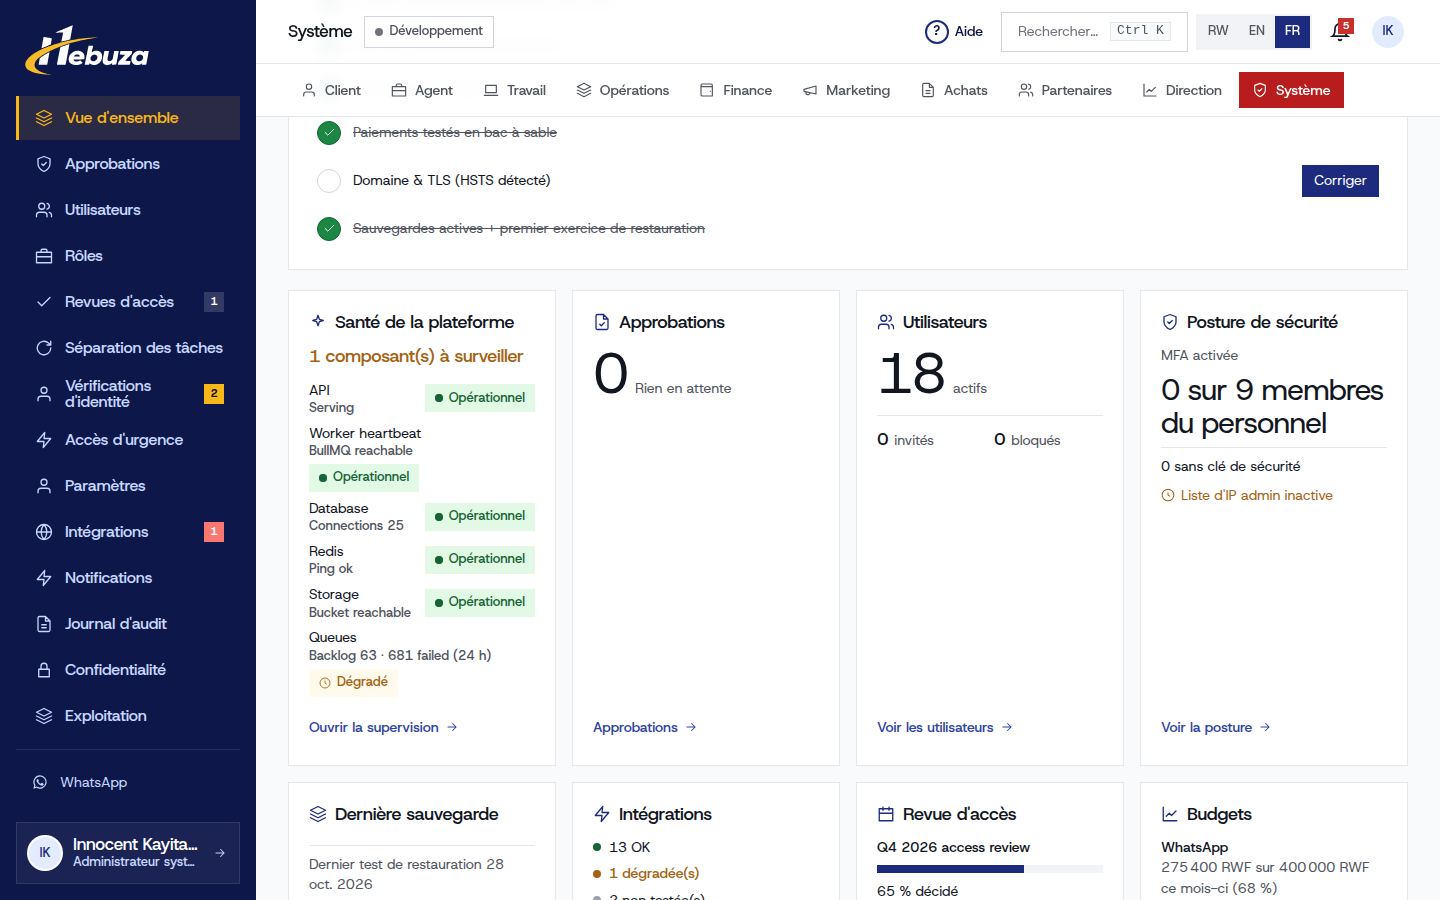 Hebuza
Vue d'ensemble
Approbations
Utilisateurs
Rôles
Revues d'accès 1
Séparation des tâches
Vérifications
d'identité 2
Accès d'urgence
Paramètres
Intégrations 1
Notifications
Journal d'audit
Confidentialité
Exploitation
WhatsApp
IK Innocent Kayita...
Administrateur syst...
Système Développement
? Aide Rechercher... Ctrl K RW EN FR 5 IK
Client Agent Travail Opérations Finance Marketing Achats Partenaires Direction Système
Paiements testés en bac à sable
Domaine & TLS (HSTS détecté) Corriger
Sauvegardes actives + premier exercice de restauration
Santé de la plateforme
1 composant(s) à surveiller
API
Serving
Opérationnel
Worker heartbeat
BullMQ reachable
Opérationnel
Database
Connections 25
Opérationnel
Redis
Ping ok
Opérationnel
Storage
Bucket reachable
Opérationnel
Queues
Backlog 63 · 681 failed (24 h)
Dégradé
Ouvrir la supervision
Approbations
0 Rien en attente
Approbations
Utilisateurs
18 actifs
0 invités 0 bloqués
Voir les utilisateurs
Posture de sécurité
MFA activée
0 sur 9 membres
du personnel
0 sans clé de sécurité
Liste d'IP admin inactive
Voir la posture
Dernière sauvegarde
Dernier test de restauration 28
oct. 2026
Intégrations
13 OK
1 dégradée(s)
2 non testée(s)
Revue d'accès
Q4 2026 access review
65 % décidé
Budgets
WhatsApp
275 400 RWF sur 400 000 RWF
ce mois-ci (68 %)